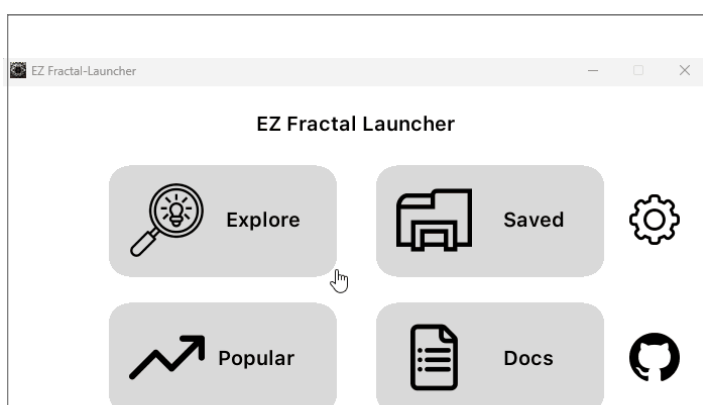 EZ Fractal-Launcher
EZ Fractal Launcher
Explore
Saved
Popular
Docs